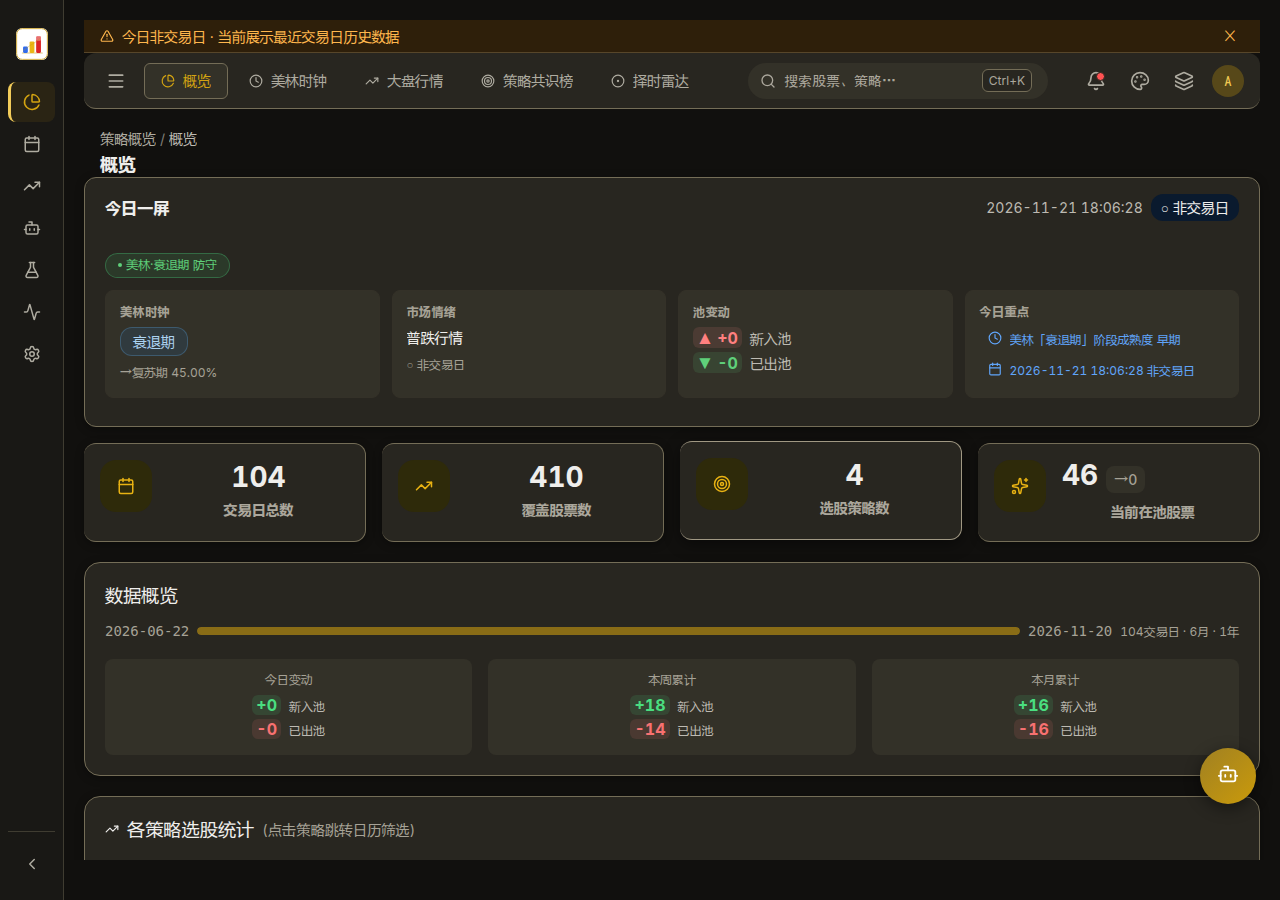 今日非交易日 · 当前展示最近交易日历史数据
概览
美林时钟
大盘行情
策略共识榜
择时雷达
搜索股票、策略…
Ctrl+K
A
策略概览 / 概览
概览
今日一屏
2026-11-21 18:06:28
○ 非交易日
• 美林·衰退期 防守
美林时钟
衰退期
→复苏期 45.00%
市场情绪
普跌行情
○ 非交易日
池变动
▲ +0 新入池
▼ -0 已出池
今日重点
美林「衰退期」阶段成熟度 早期
2026-11-21 18:06:28 非交易日
104
交易日总数
410
覆盖股票数
4
选股策略数
46 →0
当前在池股票
数据概览
2026-06-22
2026-11-20 104交易日 · 6月 · 1年
今日变动
+0 新入池
-0 已出池
本周累计
+18 新入池
-14 已出池
本月累计
+16 新入池
-16 已出池
各策略选股统计 (点击策略跳转日历筛选)